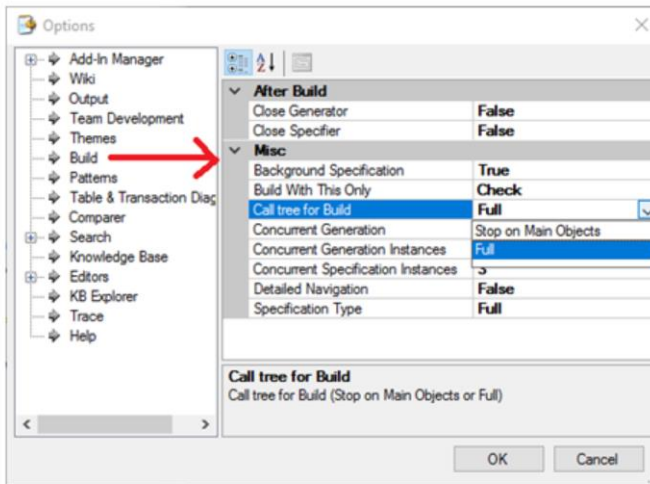 Options
Add-In Manager
Wiki
Output
Team Development
Themes
Build
Patterns
Table & Transaction Diag
Comparer
Search
Knowledge Base
Editors
KB Explorer
Trace
Help
After Build
Close Generator False
Close Specifier False
Misc
Background Specification True
Build With This Only Check
Call tree for Build Full
Concurrent Generation Stop on Main Objects
Concurrent Generation Instances Full
Concurrent Specification Instances
Detailed Navigation False
Specification Type Full
Call tree for Build
Call tree for Build (Stop on Main Objects or Full)
OK Cancel